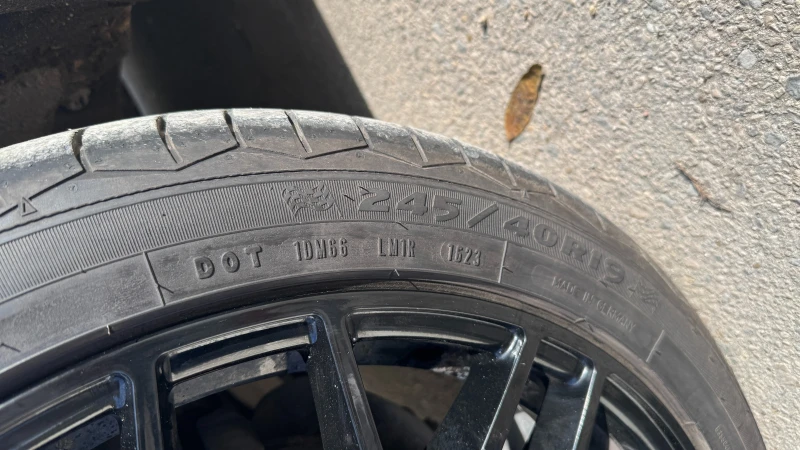 245/40R19
DOT 1DM66 LM1R 1623
MADE IN GERMANY